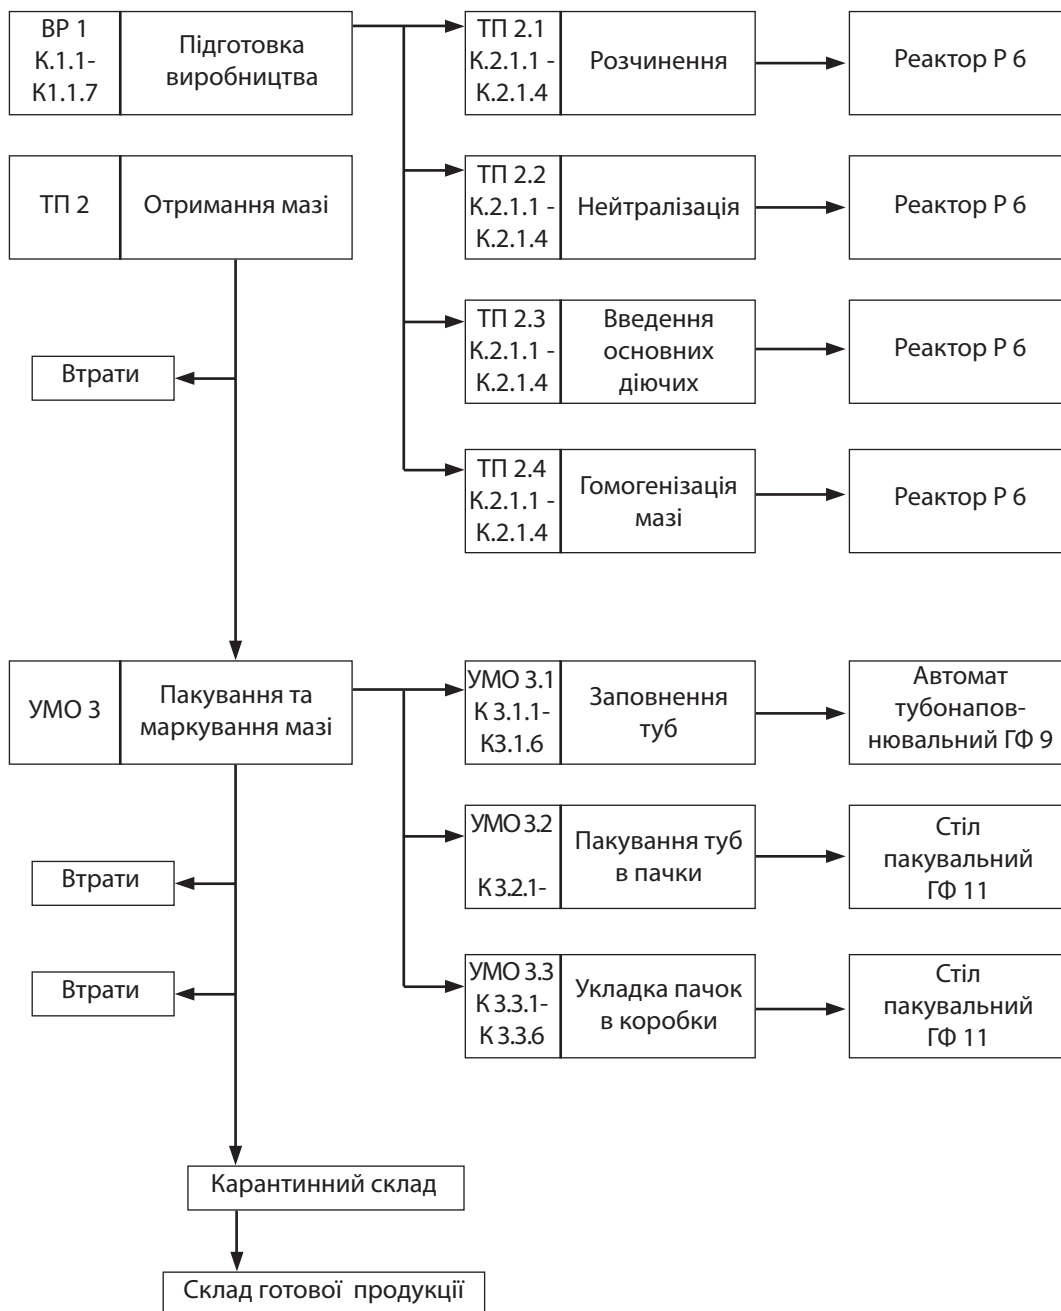 ВР 1
К.1.1-
К1.1.7
Підготовка
виробництва
ТП 2.1
К.2.1.1 -
К.2.1.4
Розчинення
Реактор Р 6
ТП 2
Отримання мазі
ТП 2.2
К.2.1.1 -
К.2.1.4
Нейтралізація
Реактор Р 6
Втрати
ТП 2.3
К.2.1.1 -
К.2.1.4
Введення
основних
діючих
Реактор Р 6
ТП 2.4
К.2.1.1 -
К.2.1.4
Гомогенізація
мазі
Реактор Р 6
УМО 3
Пакування та
маркування мазі
УМО 3.1
К 3.1.1-
К3.1.6
Заповнення
туб
Автомат
тубонапов-
нювальний ГФ 9
Втрати
УМО 3.2
К 3.2.1-
Пакування туб
в пачки
Стіл
пакувальний
ГФ 11
Втрати
УМО 3.3
К 3.3.1-
К 3.3.6
Укладка пачок
в коробки
Стіл
пакувальний
ГФ 11
Карантинний склад
Склад готової продукції